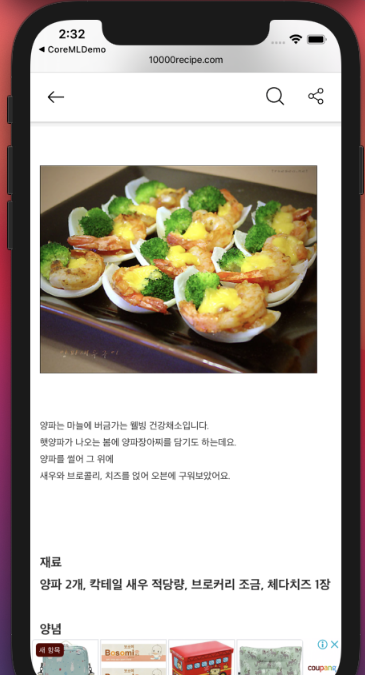 2:32
◀ CoreMLDemo
10000recipe.com
양파는 마늘에 버금가는 웰빙 건강채소입니다.
햇양파가 나오는 봄에 양파장아찌를 담기도 하는데요.
양파를 썰어 그 위에
새우와 브로콜리, 치즈를 얹어 오븐에 구워보았어요.
재료
양파 2개, 칵테일 새우 적당량, 브로커리 조금, 체다치즈 1장
양념
새 항목
Bosomi
coupang